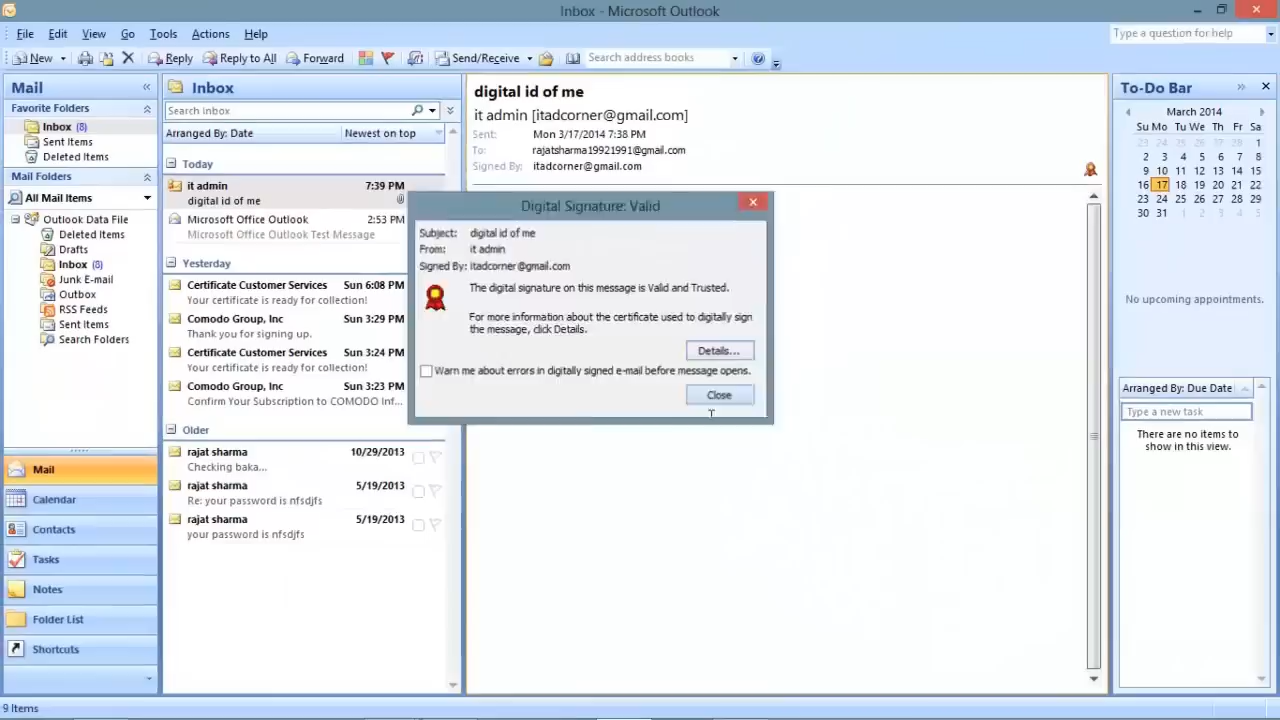 Inbox - Microsoft Outlook
File Edit View Go Tools Actions Help
Type a question for help
New Reply Reply to All Forward Send/Receive Search address books
Mail
Favorite Folders
Inbox (8)
Sent Items
Deleted Items
Mail Folders
All Mail Items
Outlook Data File
Deleted Items
Drafts
Inbox (8)
Junk E-mail
Outbox
RSS Feeds
Sent Items
Search Folders
Mail
Calendar
Contacts
Tasks
Notes
Folder List
Shortcuts
Inbox
Search Inbox
Arranged By: Date Newest on top
Today
it admin 7:39 PM
digital id of me
Microsoft Office Outlook 2:53 PM
Microsoft Office Outlook Test Message
Yesterday
Certificate Customer Services Sun 6:08 PM
Your certificate is ready for collection!
Comodo Group, Inc Sun 3:29 PM
Thank you for signing up.
Certificate Customer Services Sun 3:24 PM
Your certificate is ready for collection!
Comodo Group, Inc Sun 3:23 PM
Confirm Your Subscription to COMODO Inf...
Older
rajat sharma 10/29/2013
Checking baka...
rajat sharma 5/19/2013
Re: your password is nfsdjfs
rajat sharma 5/19/2013
your password is nfsdjfs
digital id of me
it admin [itadcorner@gmail.com]
Sent: Mon 3/17/2014 7:38 PM
To: rajatsharma19921991@gmail.com
Signed By: itadcorner@gmail.com
Digital Signature: Valid
Subject: digital id of me
From: it admin
Signed By: itadcorner@gmail.com
The digital signature on this message is Valid and Trusted.
For more information about the certificate used to digitally sign
the message, click Details.
Details...
Warn me about errors in digitally signed e-mail before message opens.
Close
To-Do Bar
March 2014
Su Mo Tu We Th Fr Sa
23 24 25 26 27 28 1
2 3 4 5 6 7 8
9 10 11 12 13 14 15
16 17 18 19 20 21 22
23 24 25 26 27 28 29
30 31 1 2 3 4 5
No upcoming appointments.
Arranged By: Due Date
Type a new task
There are no items to
show in this view.
9 Items